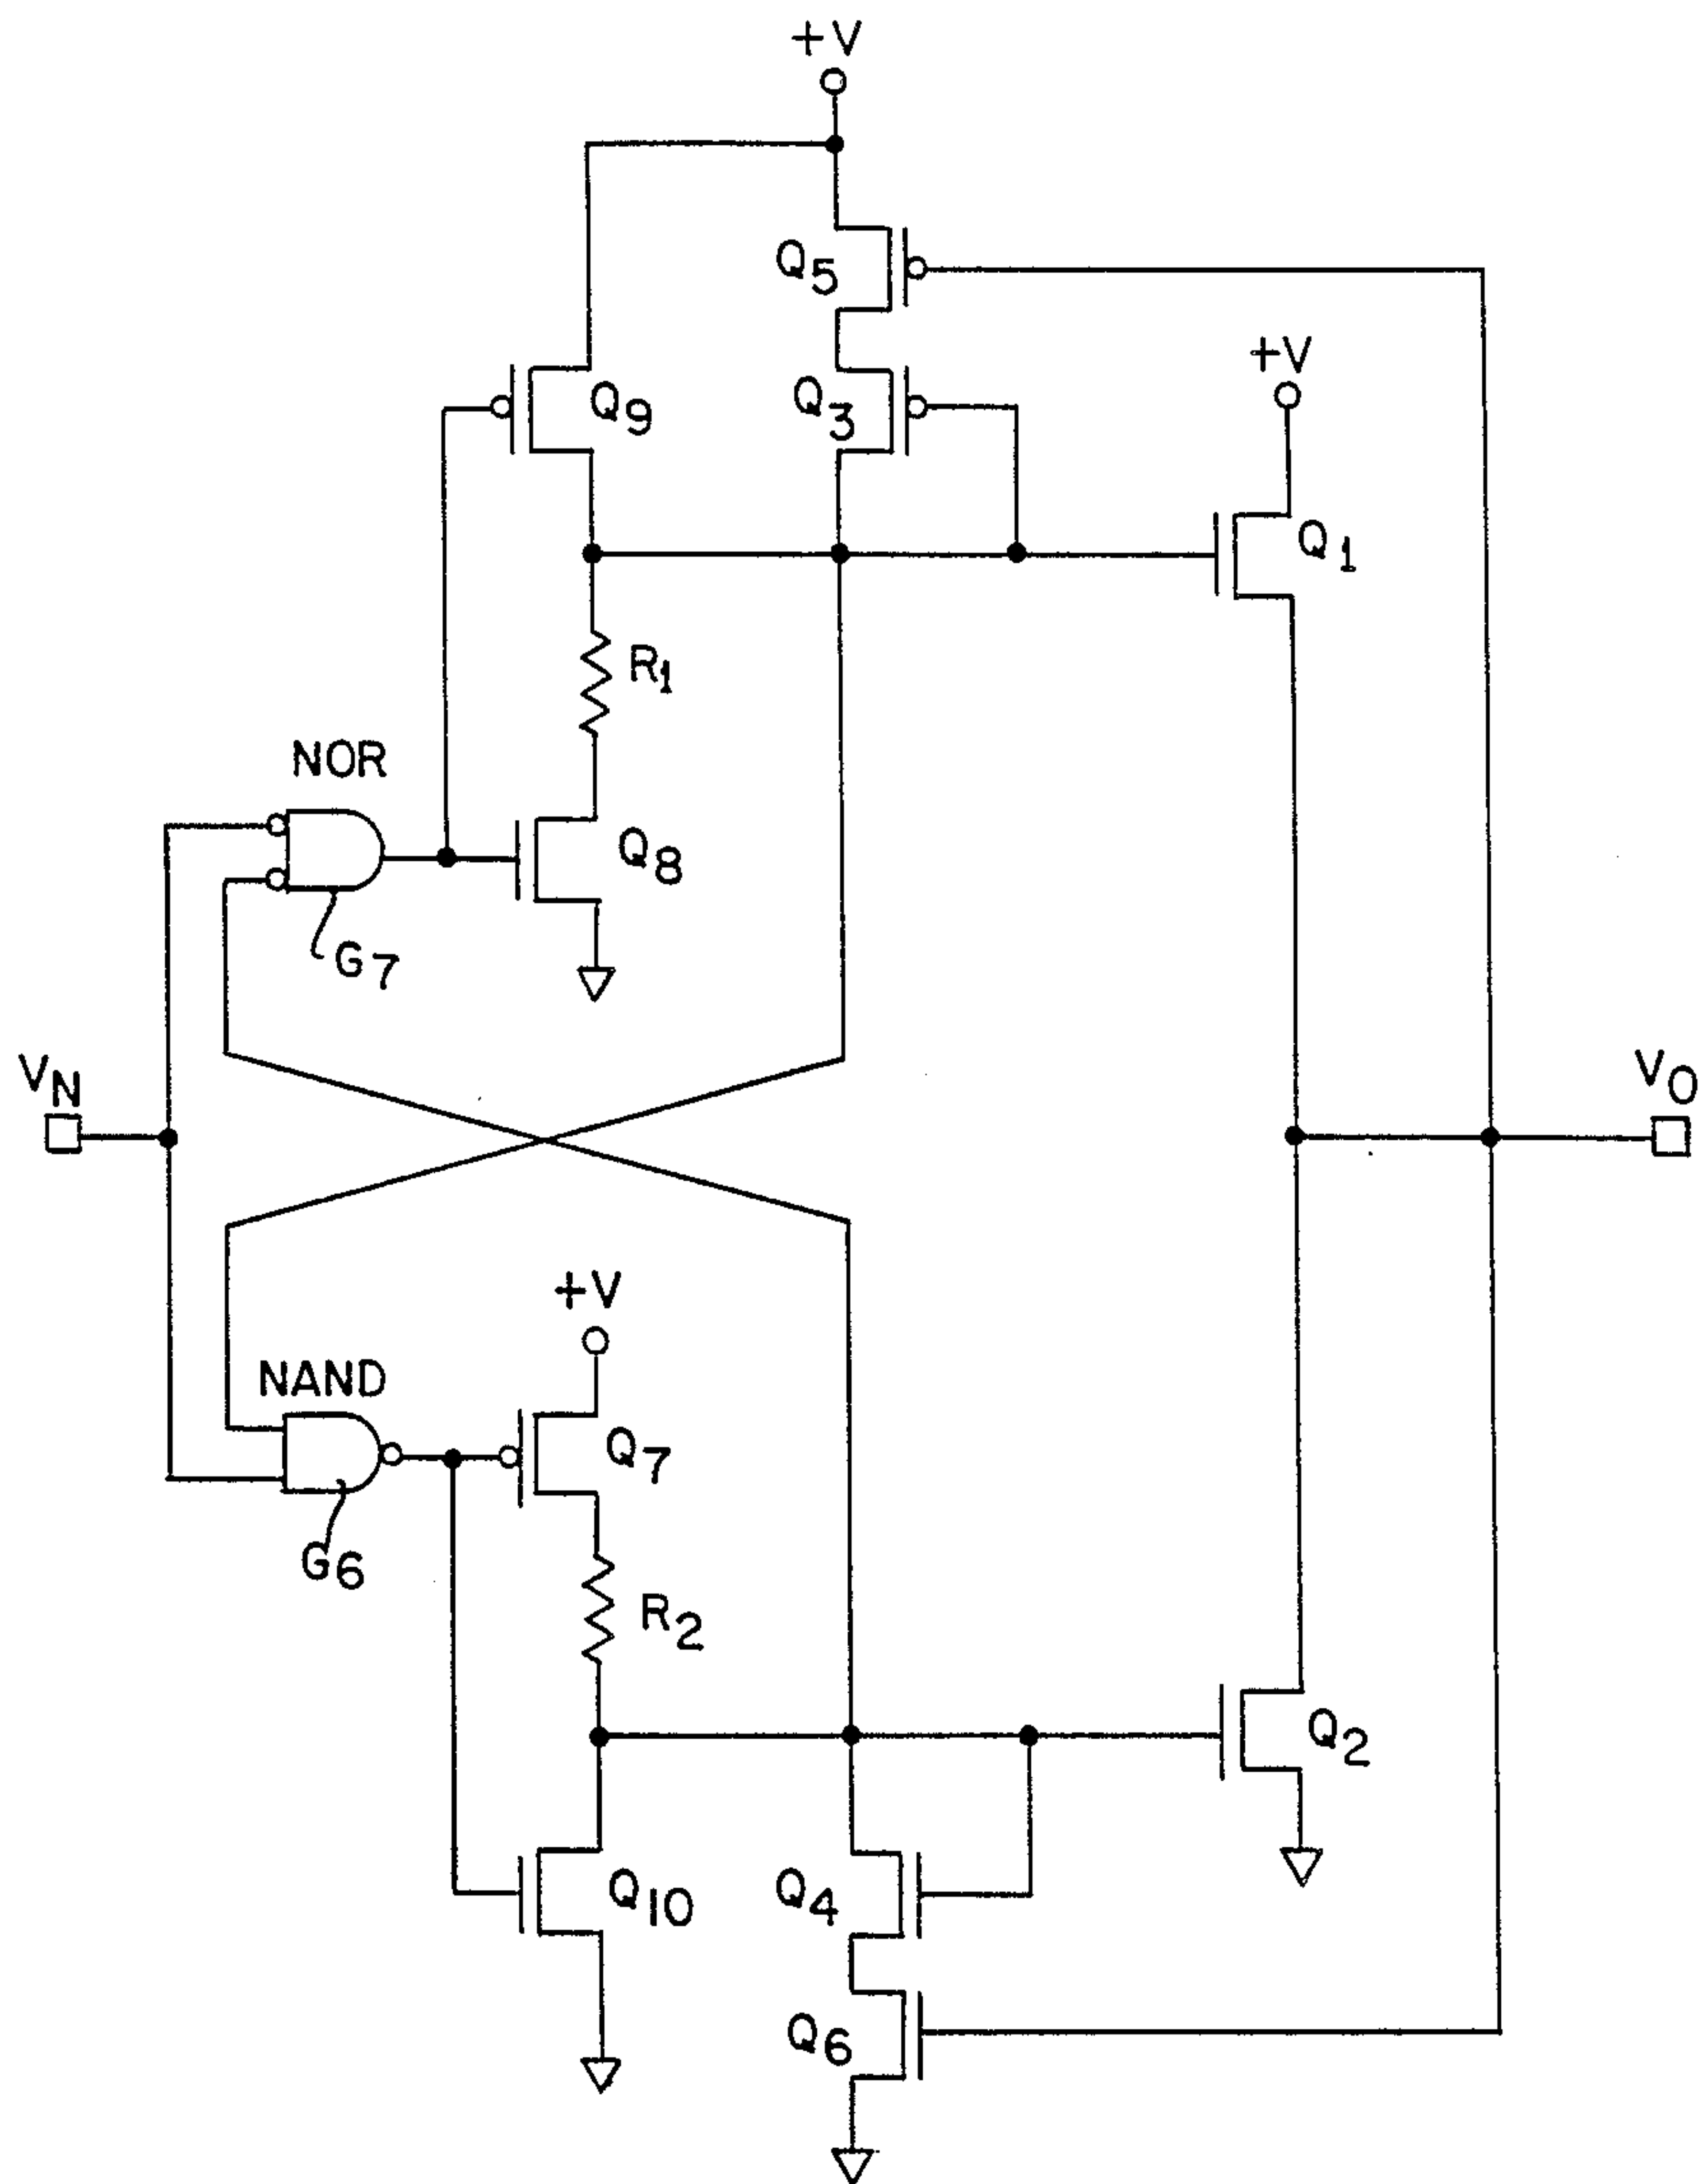 +V
Q5
+V
Q9
Q3
Q1
R1
NOR
Q8
G7
VN
VO
+V
NAND
Q7
G6
R2
Q2
Q10
Q4
Q6